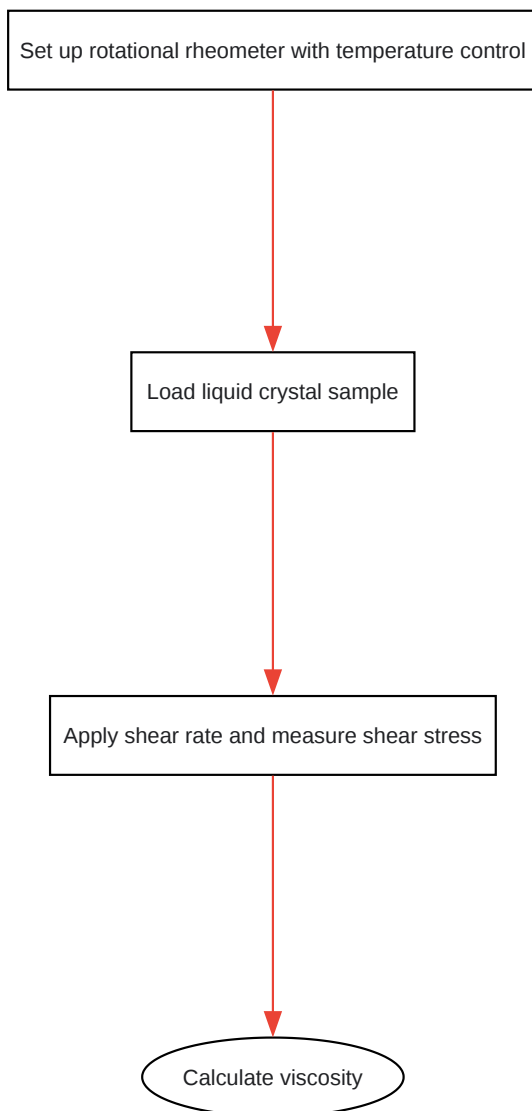 Set up rotational rheometer with temperature control
Load liquid crystal sample
Apply shear rate and measure shear stress
Calculate viscosity